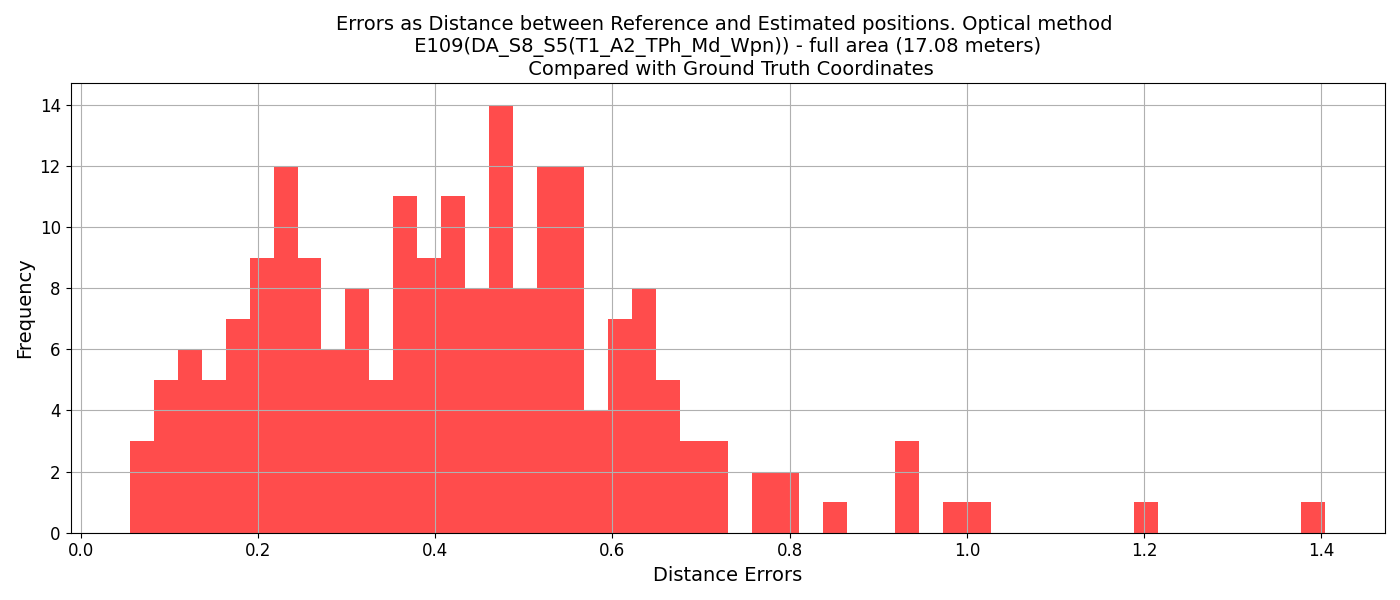 Errors as Distance between Reference and Estimated positions. Optical method
E109(DA_S8_S5(T1_A2_TPh_Md_Wpn)) - full area (17.08 meters)
Compared with Ground Truth Coordinates
14
12
10
8
6
4
2
0
Frequency
0.0 0.2 0.4 0.6 0.8 1.0 1.2 1.4
Distance Errors